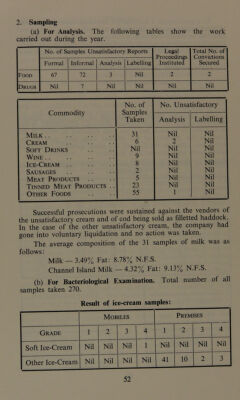 2. Sampling
(a) For Analysis. The following tables show the work
carried out during the year.
No. of Samples Unsatisfactory Reports | Legal Proceedings Instituted | Total No. of Convictions Secured
Formal | Informal | Analysis | Labelling
FOOD | 67 | 72 | 3 | Nil | 2 | 2
DRUGS | Nil | 7 | Nil | Nil | Nil | Nil
Commodity | No. of Samples Taken | No. Unsatisfactory
Analysis | Labelling
MILK .. | 31 | Nil | Nil
CREAM | 6 | 2 | Nil
SOFT DRINKS | Nil | Nil | Nil
WINE .. | 9 | Nil | Nil
ICE-CREAM | 8 | Nil | Nil
SAUSAGES | 2 | Nil | Nil
MEAT PRODUCTS | 5 | Nil | Nil
TINNED MEAT PRODUCTS .. | 23 | Nil | Nil
OTHER FOODS | 55 | 1 | Nil
Successful prosecutions were sustained against the vendors of
the unsatisfactory cream and of cod being sold as filleted haddock.
In the case of the other unsatisfactory cream, the company had
gone into voluntary liquidation and no action was taken.
The average composition of the 31 samples of milk was as
follows:
Milk — 3.49% Fat: 8.78% N.F.S.
Channel Island Milk — 4.32% Fat: 9.13% N.F.S.
(b) For Bacteriological Examination. Total number of all
samples taken 270.
Result of ice-cream samples:
MOBILES | PREMISES
GRADE | 1 | 2 | 3 | 4 | 1 | 2 | 3 | 4
Soft Ice-Cream | Nil | Nil | Nil | 1 | Nil | Nil | Nil | Nil
Other Ice-Cream | Nil | Nil | Nil | Nil | 41 | 10 | 2 | 3
52